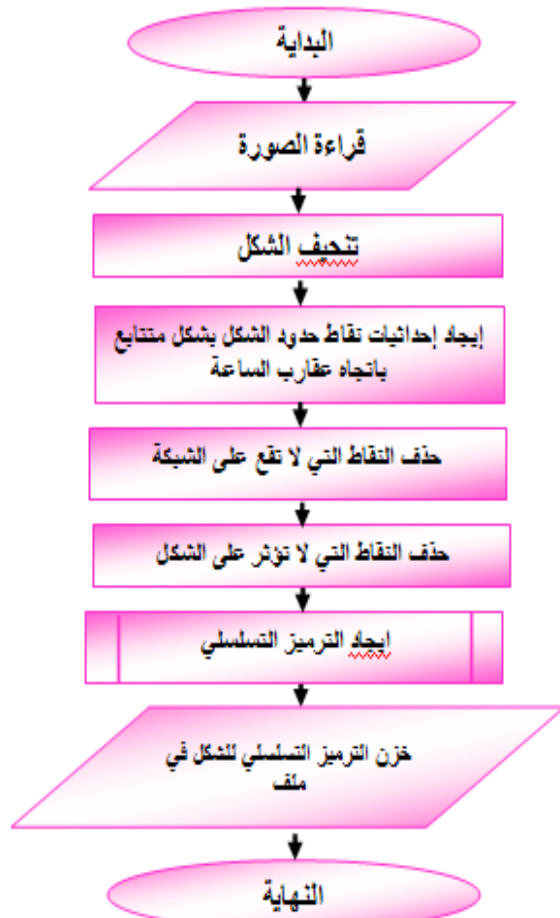 البداية
قراءة الصورة
تنحيف الشكل
إيجاد إحداثيات نقاط حدود الشكل بشكل متتابع
باتجاه عقارب الساعة
حذف النقاط التي لا تقع على الشبكة
حذف النقاط التي لا تؤثر على الشكل
ايجاد الترميز التسلسلي
خزن الترميز التسلسلي للشكل في
ملف
النهاية